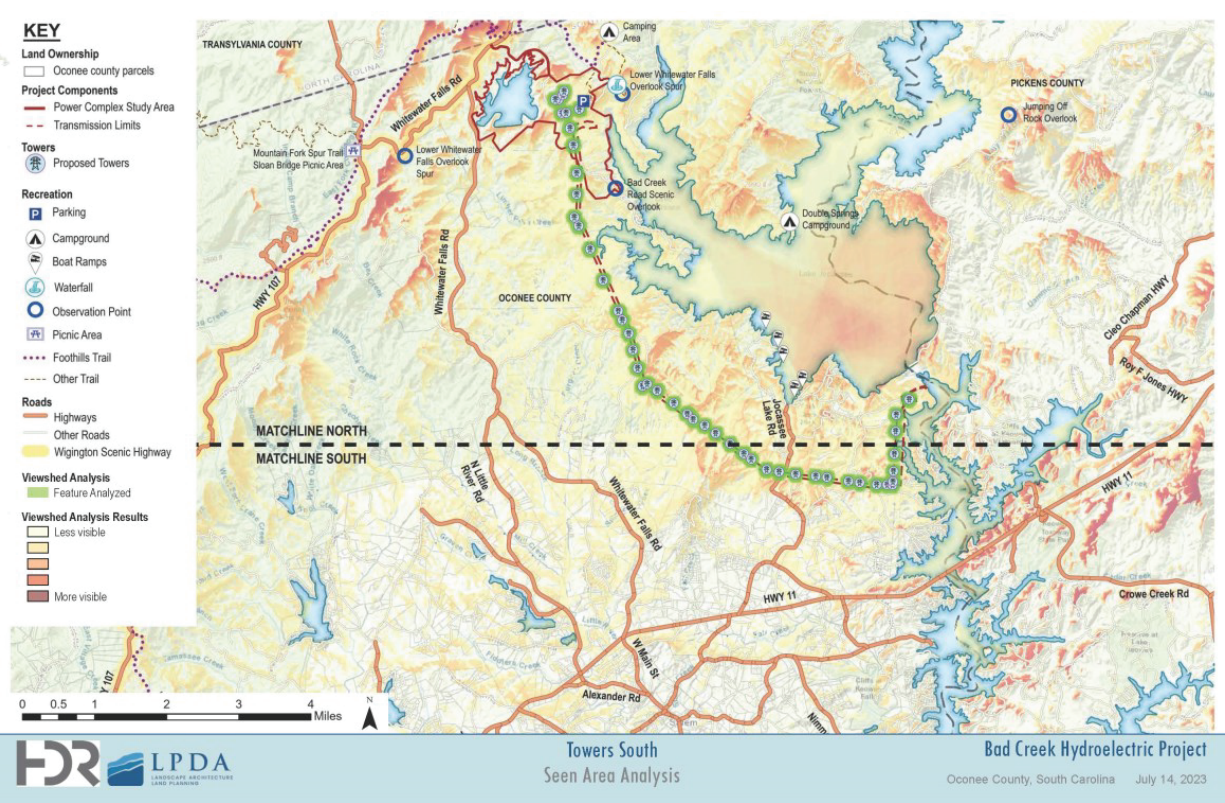 KEY
Land Ownership
Oconee county parcels
Project Components
Power Complex Study Area
Transmission Limits
Towers
Proposed Towers
Recreation
P
Parking
Campground
Boat Ramps
Waterfall
Observation Point
Picnic Area
Foothills Trail
Other Trail
Roads
Highways
Other Roads
Wigington Scenic Highway
Viewshed Analysis
Feature Analyzed
Viewshed Analysis Results
Less visible
More visible
TRANSYLVANIA COUNTY
NORTH CAROLINA
Camping
Area
Lower Whitewater Falls
Overlook Spur
P
PICKENS COUNTY
Jumping Off
Rock Overlook
Whitewater Falls Rd
Mountain Fork Spur Trail
Sloan Bridge Picnic Area
Lower Whitewater
Falls Overlook
Spur
Bad Creek
Road Scenic
Overlook
Double Springs
Campground
Whitewater Falls Rd
HWY 107
OCONEE COUNTY
Cleo Chapman HWY
Roy F Jones HWY
Jocassee
Lake Rd
MATCHLINE NORTH
MATCHLINE SOUTH
N Little
River Rd
Whitewater Falls Rd
HWY 11
HWY 11
Crowe Creek Rd
Tamassee Creek
Y 107
W Main St
Alexander Rd
Nimm
Salem
0 0.5 1 2 3 4
Miles
N
HDR
LPDA
LANDSCAPE ARCHITECTURE
LAND PLANNING
Towers South
Seen Area Analysis
Bad Creek Hydroelectric Project
Oconee County, South Carolina July 14, 2023